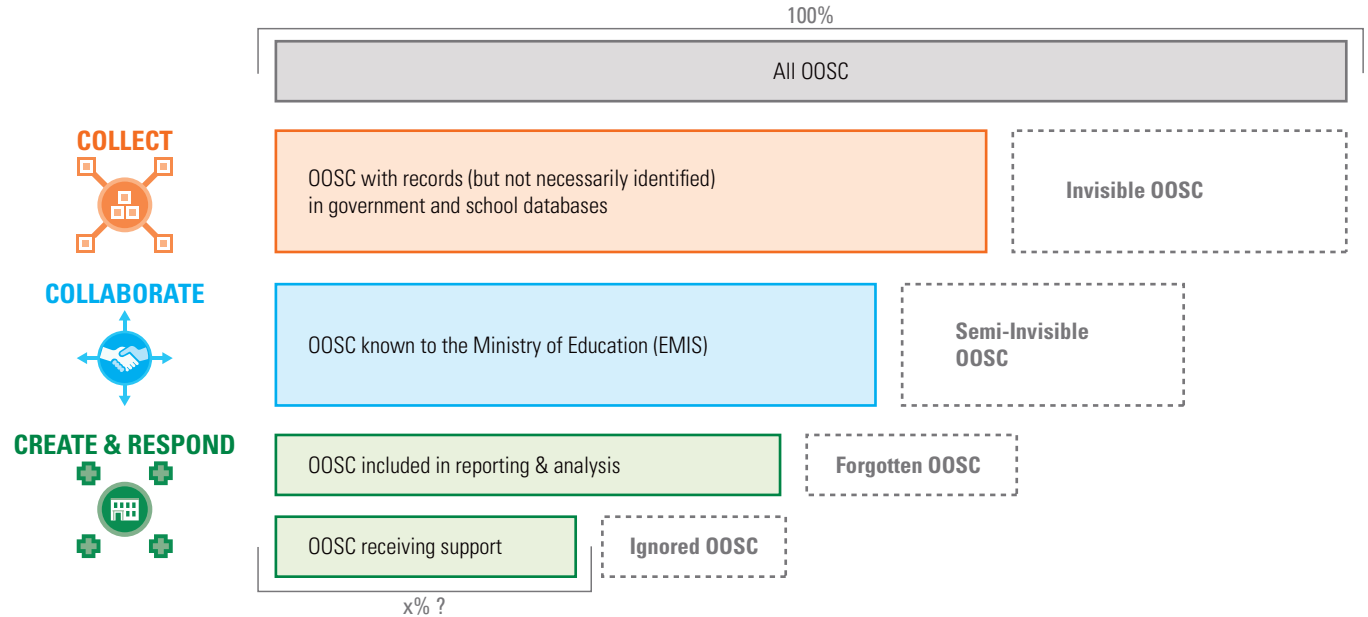 100%
All OOSC
COLLECT
OOSC with records (but not necessarily identified)
in government and school databases
Invisible OOSC
COLLABORATE
OOSC known to the Ministry of Education (EMIS)
Semi-Invisible
OOSC
CREATE & RESPOND
OOSC included in reporting & analysis
Forgotten OOSC
OOSC receiving support
Ignored OOSC
x% ?